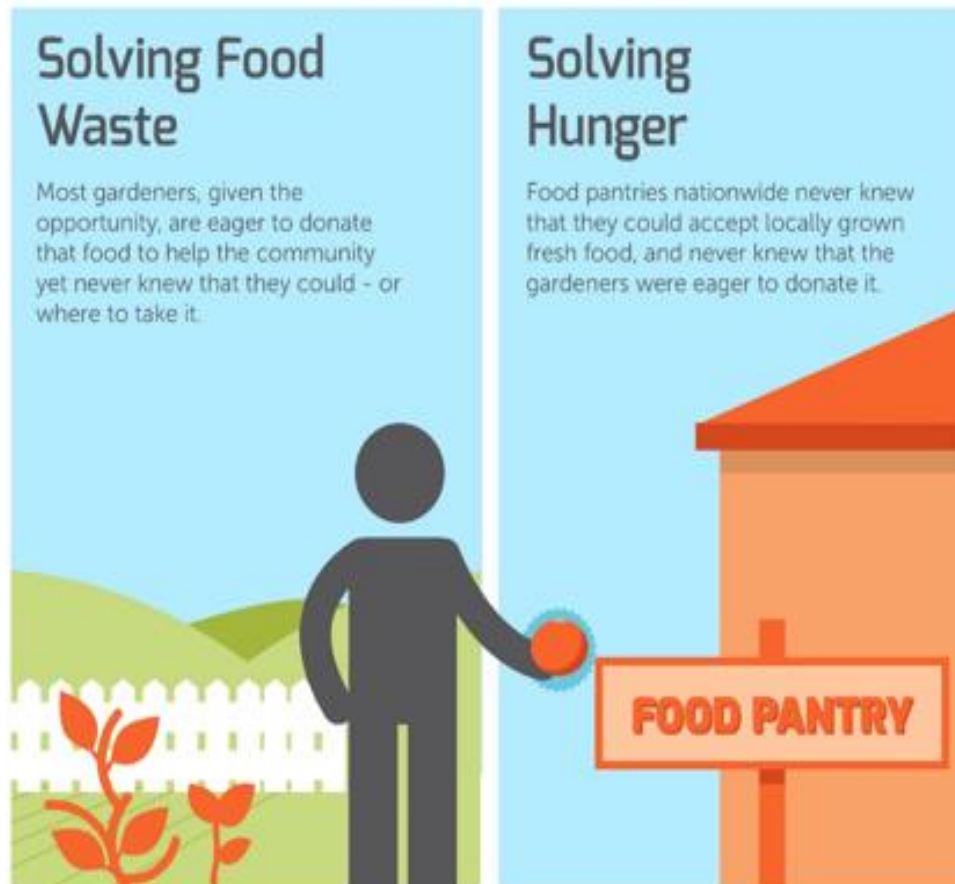 Solving Food
Waste
Most gardeners, given the
opportunity, are eager to donate
that food to help the community
yet never knew that they could - or
where to take it.
Solving
Hunger
Food pantries nationwide never knew
that they could accept locally grown
fresh food, and never knew that the
gardeners were eager to donate it.
FOOD PANTRY